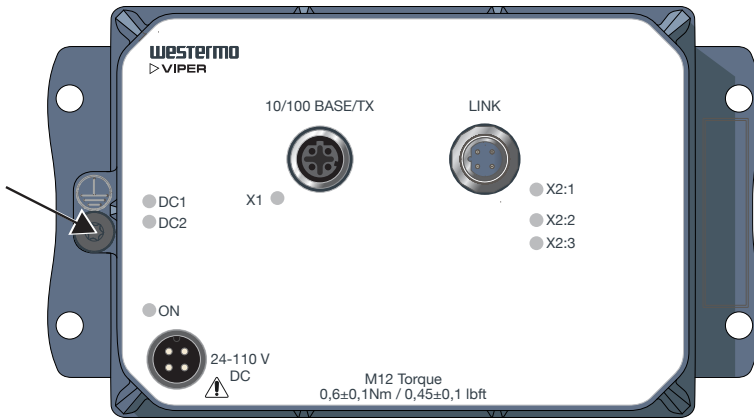 westermo
VIPER
10/100 BASE/TX
LINK
X1
DC1
DC2
X2:1
X2:2
X2:3
ON
24-110 V
DC
M12 Torque
0,6±0,1Nm / 0,45±0,1 lbft